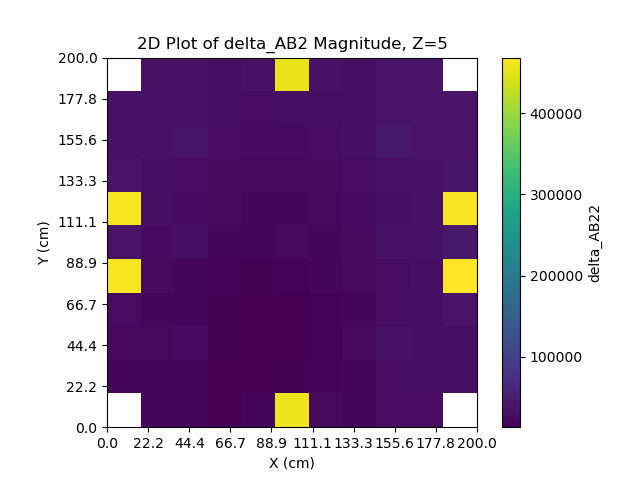 2D Plot of delta_AB2 Magnitude, Z=5
200.0
177.8
155.6
133.3
111.1
88.9
66.7
44.4
22.2
0.0
Y (cm)
0.0 22.2 44.4 66.7 88.9 111.1 133.3 155.6 177.8 200.0
X (cm)
400000
300000
200000
100000
delta_AB22